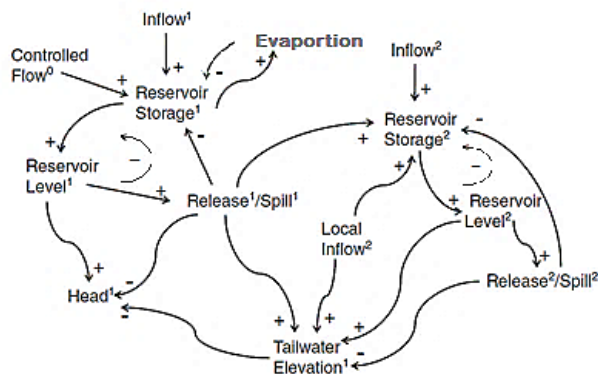 Inflow¹
Evaportion
Inflow²
Controlled
Flow⁰
+
+
-
+
+
Reservoir
Storage¹
Reservoir
Storage²
-
+
-
+
+
-
-
Reservoir
Level¹
+
Release¹/Spill¹
+
Reservoir
Level²
Local
Inflow²
+
-
+
Head¹
-
Release²/Spill²
+
+
+
-
Tailwater
Elevation¹